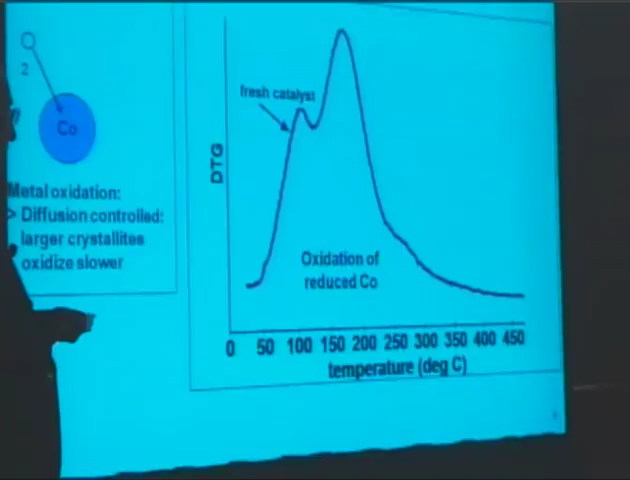 O
2
Co
Metal oxidation:
> Diffusion controlled:
larger crystallites
oxidize slower
fresh catalyst
DTG
Oxidation of
reduced Co
0 50 100 150 200 250 300 350 400 450
temperature (deg C)